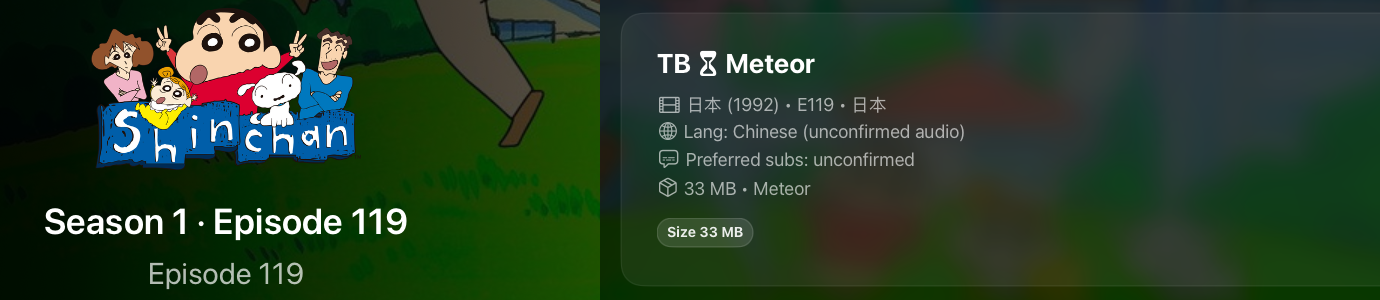 Shinchan
Season 1 · Episode 119
Episode 119
TB Meteor
日本 (1992) • E119 • 日本
Lang: Chinese (unconfirmed audio)
Preferred subs: unconfirmed
33 MB • Meteor
Size 33 MB